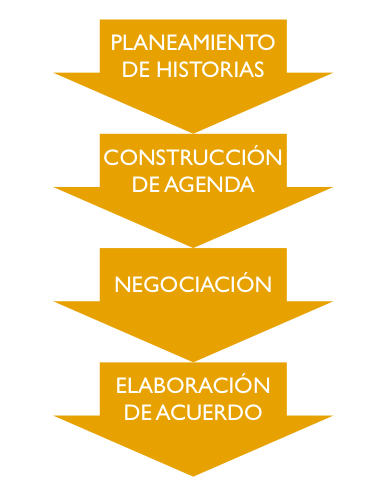 PLANEAMIENTO
DE HISTORIAS
CONSTRUCCIÓN
DE AGENDA
NEGOCIACIÓN
ELABORACIÓN
DE ACUERDO